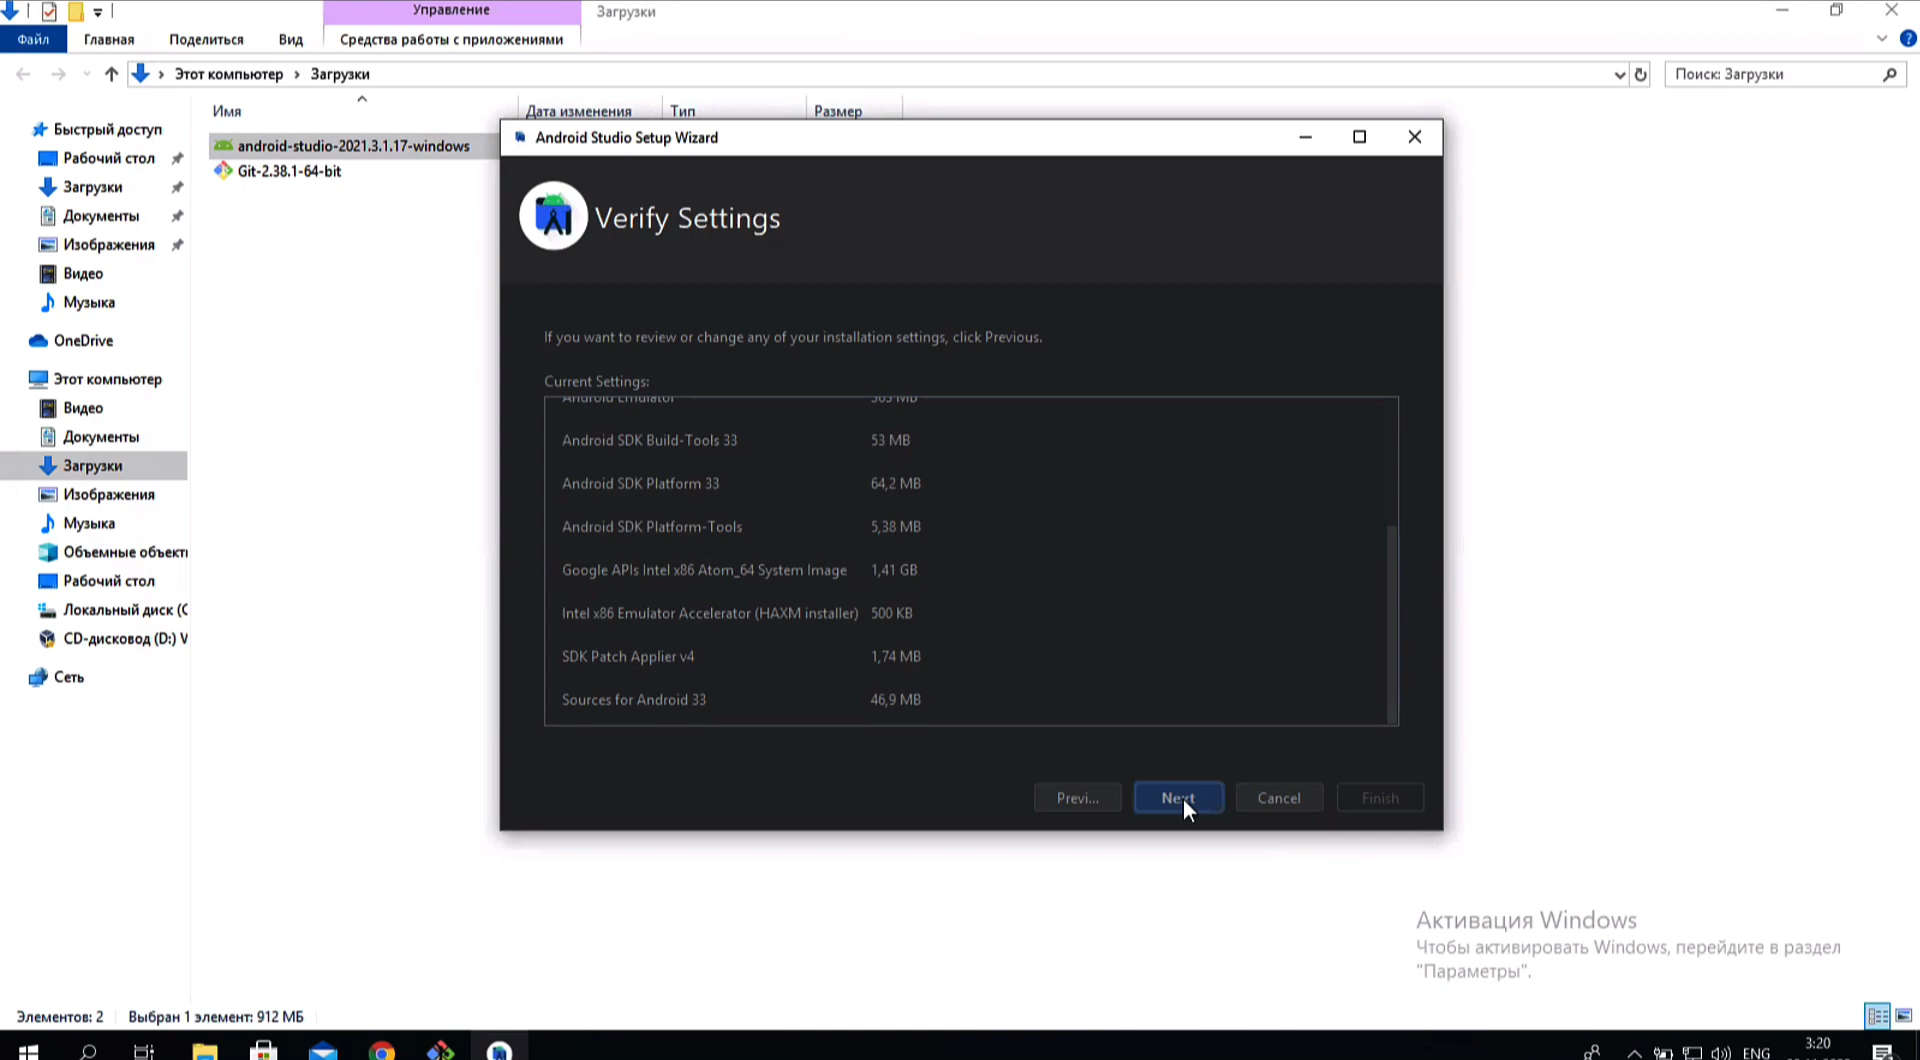 Управление
Загрузки
Файл
Главная
Поделиться
Вид
Средства работы с приложениями
Этот компьютер
Загрузки
Поиск: Загрузки
Имя
Дата изменения
Тип
Размер
Быстрый доступ
Рабочий стол
Загрузки
Документы
Изображения
Видео
Музыка
OneDrive
Этот компьютер
Видео
Документы
Загрузки
Изображения
Музыка
Объемные объект
Рабочий стол
Локальный диск (C
CD-дисковод (D:) V
Сеть
android-studio-2021.3.1.17-windows
Git-2.38.1-64-bit
Android Studio Setup Wizard
Verify Settings
If you want to review or change any of your installation settings, click Previous.
Current Settings:
Android Emulator
Android SDK Build-Tools 33 53 MB
Android SDK Platform 33 64,2 MB
Android SDK Platform-Tools 5,38 MB
Google APIs Intel x86 Atom_64 System Image 1,41 GB
Intel x86 Emulator Accelerator (HAXM installer) 500 KB
SDK Patch Applier v4 1,74 MB
Sources for Android 33 46,9 MB
Previ...
Next
Cancel
Finish
Активация Windows
Чтобы активировать Windows, перейдите в раздел
"Параметры".
Элементов: 2
Выбран 1 элемент: 912 МБ
ENG
3:20